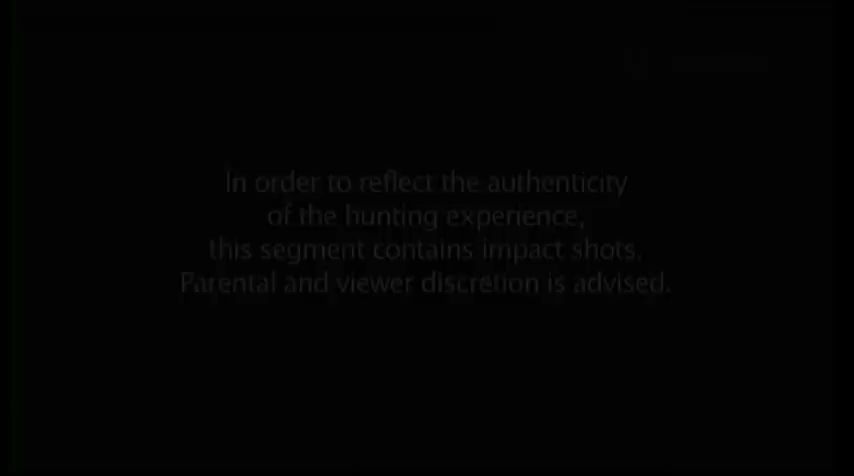 In order to reflect the authenticity
of the hunting experience,
this segment contains impact shots.
Parental and viewer discretion is advised.